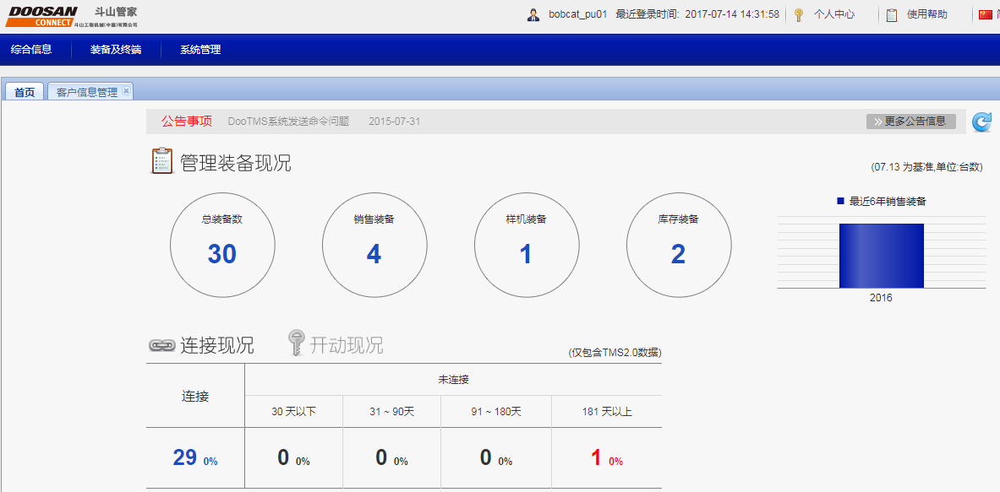 DOOSAN 斗山管家
CONNECT 斗山工程机械(中国)有限公司
bobcat_pu01 最近登录时间: 2017-07-14 14:31:58 个人中心 使用帮助
综合信息 装备及终端 系统管理
首页 客户信息管理
公告事项 DooTMS系统发送命令问题 2015-07-31 更多公告信息
管理装备现况
(07.13 为基准,单位:台数)
总装备数 销售装备 样机装备 库存装备
30 4 1 2
最近6年销售装备
2016
连接现况 开动现况
(仅包含TMS2.0数据)
连接 未连接
30 天以下 31 ~ 90天 91 ~ 180天 181 天以上
29 0% 0 0% 0 0% 0 0% 1 0%